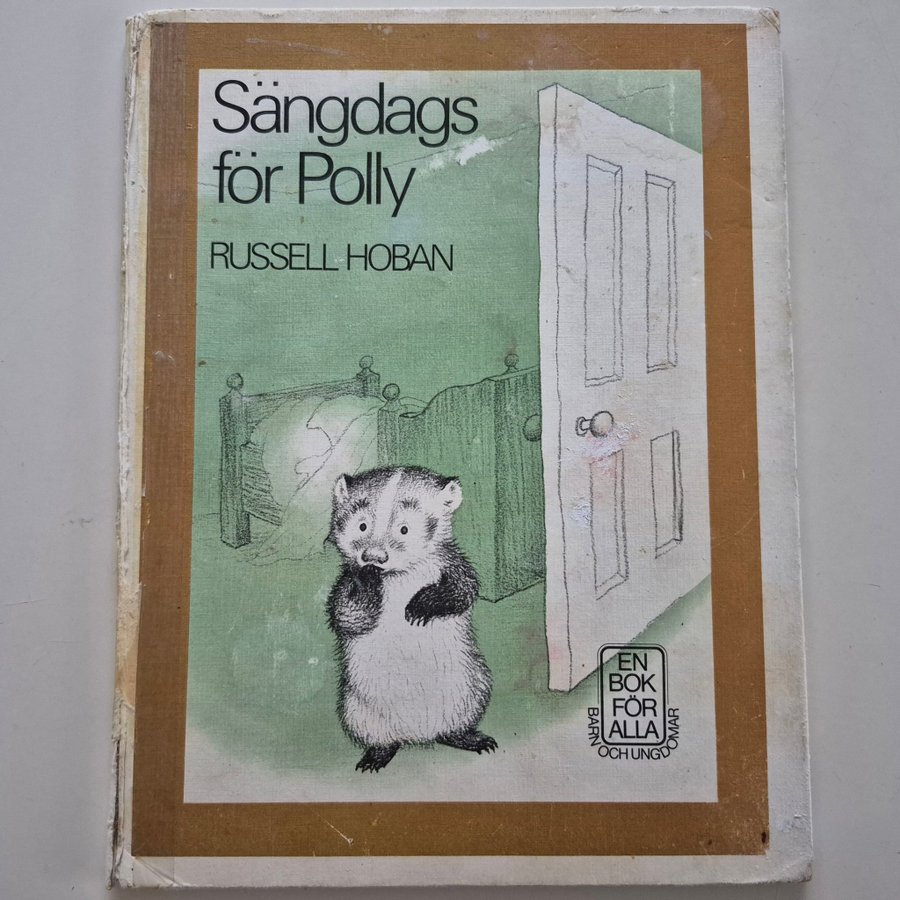 Sängdags
för Polly
RUSSELL HOBAN
EN
BOK
FÖR
ALLA
BARN OCH UNGDOMAR